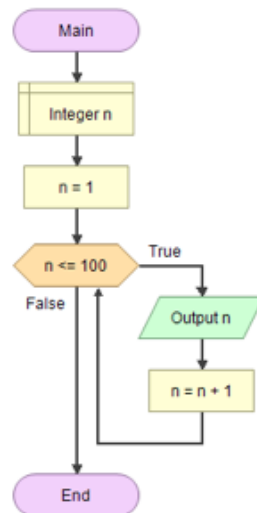 Main
Integer n
n = 1
n <= 100
True
False
Output n
n = n + 1
End